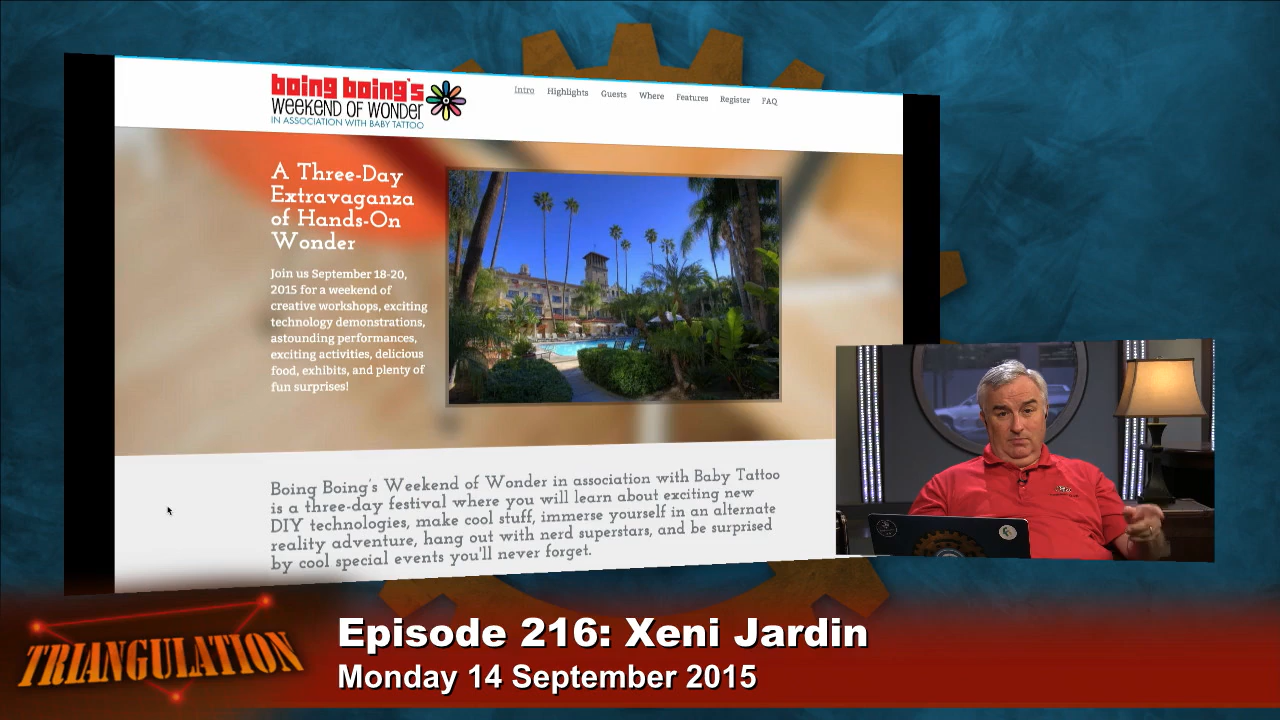 boing boing's
WEEKEND OF WONDER
IN ASSOCIATION WITH BABY TATTOO
Intro Highlights Guests Where Features Register FAQ
A Three-Day
Extravaganza
of Hands-On
Wonder
Join us September 18-20,
2015 for a weekend of
creative workshops, exciting
technology demonstrations,
astounding performances,
exciting activities, delicious
food, exhibits, and plenty of
fun surprises!
Boing Boing's Weekend of Wonder in association with Baby Tattoo
is a three-day festival where you will learn about exciting new
DIY technologies, make cool stuff, immerse yourself in an alternate
reality adventure, hang out with nerd superstars, and be surprised
by cool special events you'll never forget.
TRIANGULATION
Episode 216: Xeni Jardin
Monday 14 September 2015